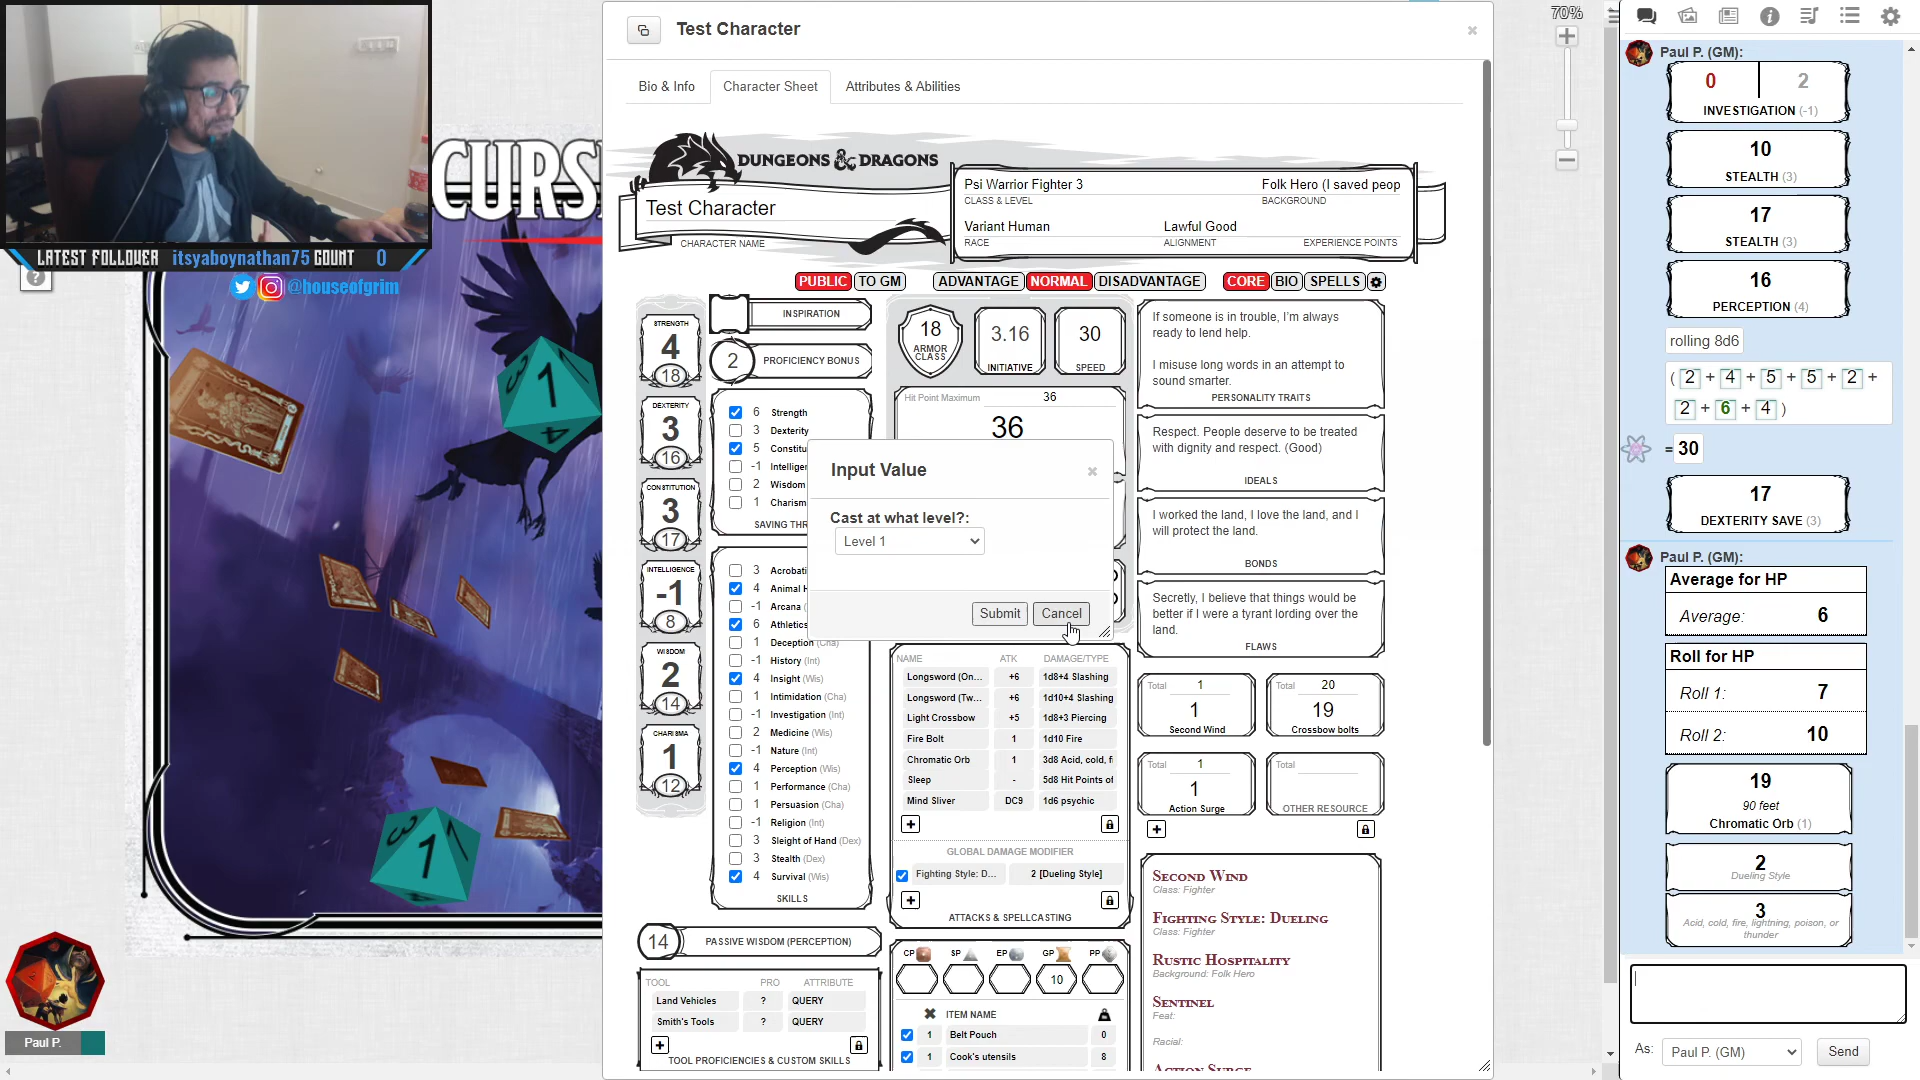 LATEST FOLLOWER itsyaboynathan75 COUNT 0
@houseofgrim
?
CURS
Paul P.
Test Character
Bio & Info
Character Sheet
Attributes & Abilities
DUNGEONS & DRAGONS
Test Character
CHARACTER NAME
Psi Warrior Fighter 3
CLASS & LEVEL
Folk Hero (I saved peop
BACKGROUND
Variant Human
RACE
Lawful Good
ALIGNMENT
EXPERIENCE POINTS
PUBLIC TO GM
ADVANTAGE NORMAL DISADVANTAGE
CORE BIO SPELLS
STRENGTH
4
18
DEXTERITY
3
16
CONSTITUTION
3
17
INTELLIGENCE
-1
8
WISDOM
2
14
CHARISMA
1
12
INSPIRATION
2 PROFICIENCY BONUS
6 Strength
3 Dexterity
5 Constitu
-1 Intelliger
2 Wisdom
1 Charism
SAVING THR
3 Acrobati
4 Animal H
-1 Arcana (
6 Athletics
1 Deception (Cha)
-1 History (Int)
4 Insight (Wis)
1 Intimidation (Cha)
-1 Investigation (Int)
2 Medicine (Wis)
-1 Nature (Int)
4 Perception (Wis)
1 Performance (Cha)
1 Persuasion (Cha)
-1 Religion (Int)
3 Sleight of Hand (Dex)
3 Stealth (Dex)
4 Survival (Wis)
SKILLS
14 PASSIVE WISDOM (PERCEPTION)
TOOL PRO ATTRIBUTE
Land Vehicles ? QUERY
Smith's Tools ? QUERY
+
TOOL PROFICIENCIES & CUSTOM SKILLS
18
ARMOR
CLASS
3.16
INITIATIVE
30
SPEED
Hit Point Maximum 36
36
Input Value
Cast at what level?:
Level 1
Submit
Cancel
NAME ATK DAMAGE/TYPE
Longsword (On... +6 1d8+4 Slashing
Longsword (Tw... +6 1d10+4 Slashing
Light Crossbow +5 1d8+3 Piercing
Fire Bolt 1 1d10 Fire
Chromatic Orb 1 3d8 Acid, cold, fi
Sleep - 5d8 Hit Points of
Mind Sliver DC9 1d6 psychic
+
GLOBAL DAMAGE MODIFIER
Fighting Style: D... 2 [Dueling Style]
+
ATTACKS & SPELLCASTING
CP SP EP GP PP
10
ITEM NAME
1 Belt Pouch 0
1 Cook's utensils 8
If someone is in trouble, I'm always
ready to lend help.
I misuse long words in an attempt to
sound smarter.
PERSONALITY TRAITS
Respect. People deserve to be treated
with dignity and respect. (Good)
IDEALS
I worked the land, I love the land, and I
will protect the land.
BONDS
Secretly, I believe that things would be
better if I were a tyrant lording over the
land.
FLAWS
Total 1
1
Second Wind
Total 20
19
Crossbow bolts
Total 1
1
Action Surge
Total
OTHER RESOURCE
+
SECOND WIND
Class: Fighter
FIGHTING STYLE: DUELING
Class: Fighter
RUSTIC HOSPITALITY
Background: Folk Hero
SENTINEL
Feat:
Racial:
ACTION SURGE
70%
Paul P. (GM):
0 2
INVESTIGATION (-1)
10
STEALTH (3)
17
STEALTH (3)
16
PERCEPTION (4)
rolling 8d6
( 2 + 4 + 5 + 5 + 2 +
2 + 6 + 4 )
= 30
17
DEXTERITY SAVE (3)
Paul P. (GM):
Average for HP
Average: 6
Roll for HP
Roll 1: 7
Roll 2: 10
19
90 feet
Chromatic Orb (1)
2
Dueling Style
3
Acid, cold, fire, lightning, poison, or
thunder
As: Paul P. (GM) Send